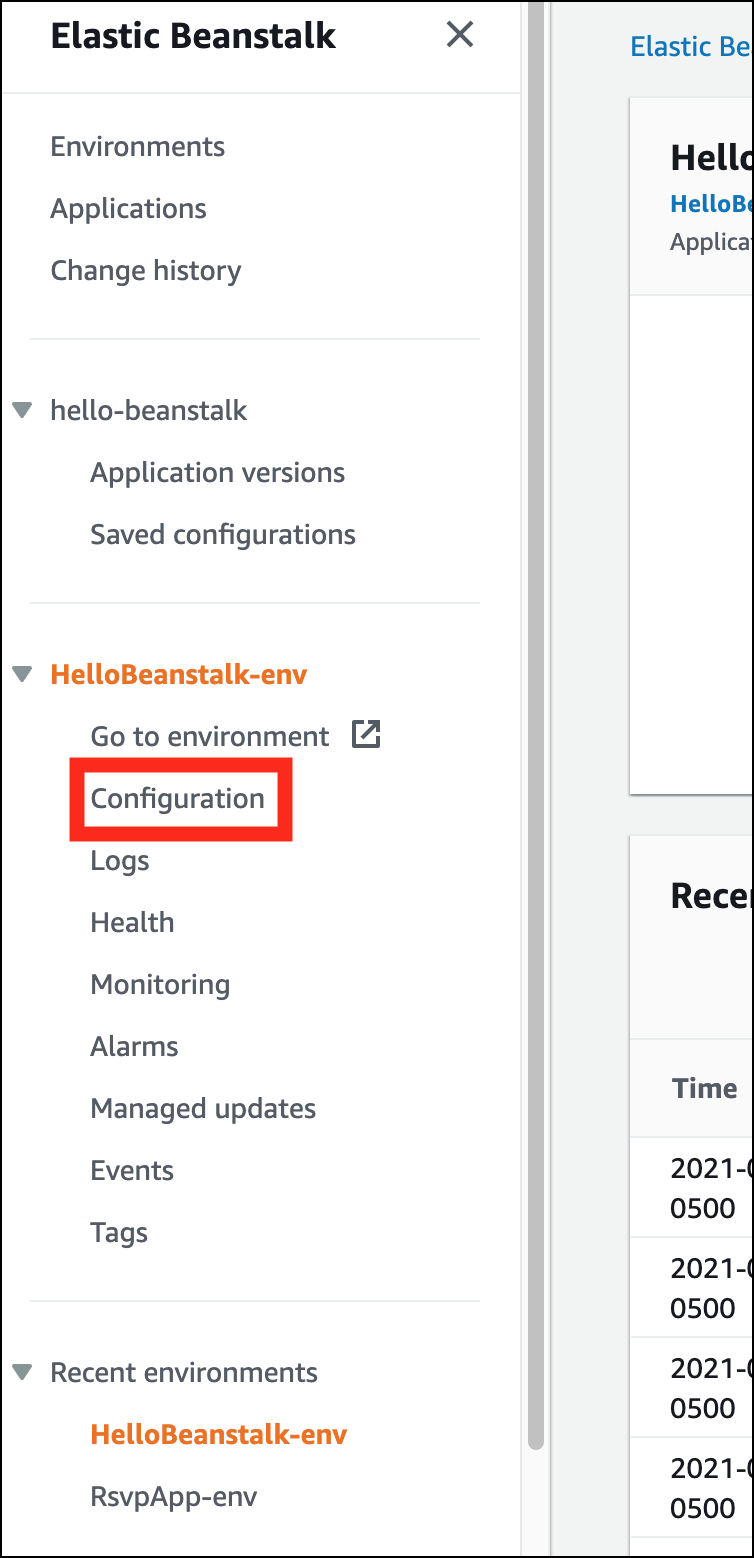 Elastic Beanstalk
Environments
Applications
Change history
hello-beanstalk
Application versions
Saved configurations
HelloBeanstalk-env
Go to environment
Configuration
Logs
Health
Monitoring
Alarms
Managed updates
Events
Tags
Recent environments
HelloBeanstalk-env
RsvpApp-env
Elastic Be
Hello
HelloBe
Applica
Recen
Time
2021-0
0500
2021-0
0500
2021-0
0500
2021-0
0500